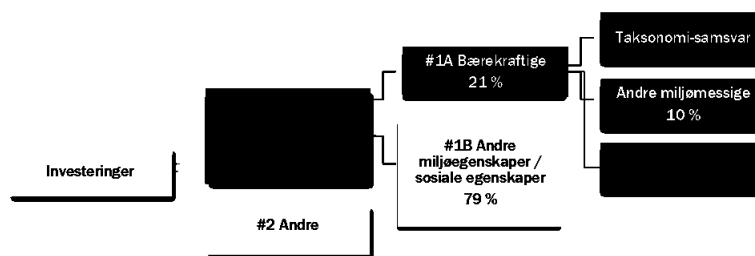 Taksonomi-samsvar
#1A Bærekraftige
21 %
Andre miljømessige
10 %
#1B Andre
miljøegenskaper /
sosiale egenskaper
79 %
Investeringer
#2 Andre